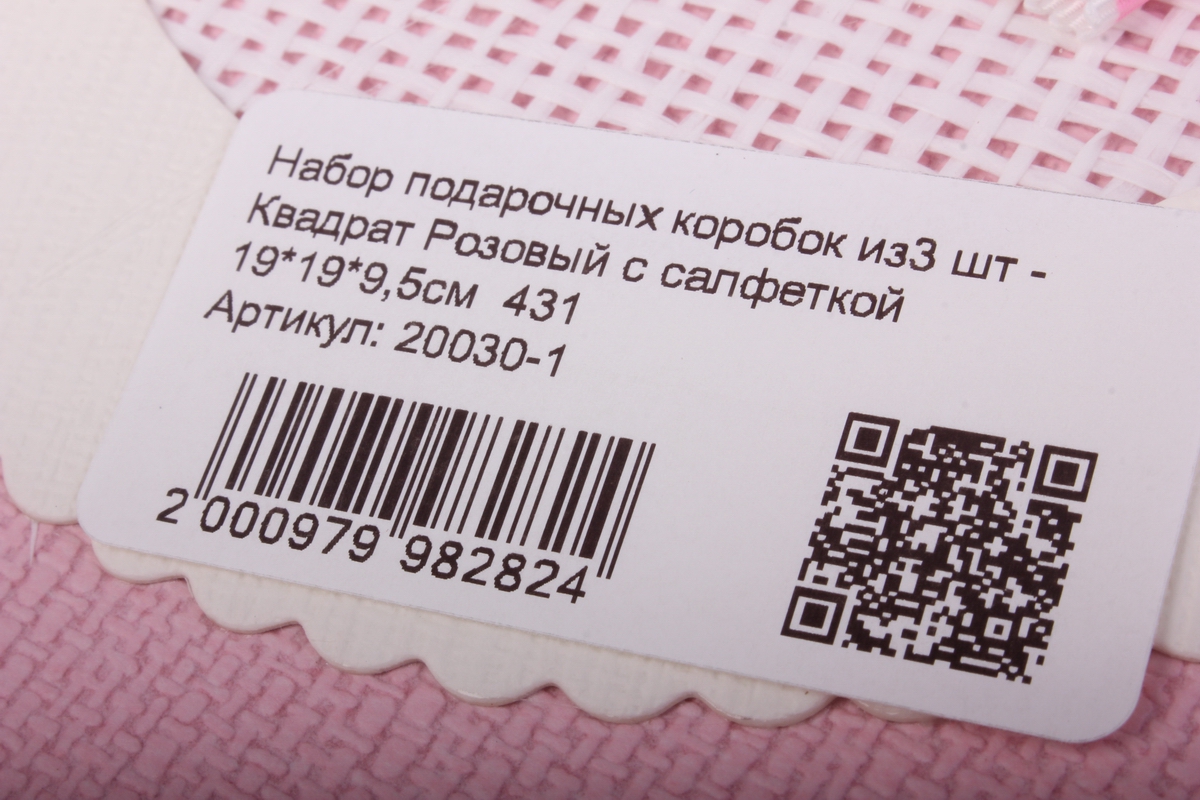 Набор подарочных коробок из3 шт -
Квадрат Розовый с салфеткой
19*19*9,5см 431
Артикул: 20030-1
2 000979 982824